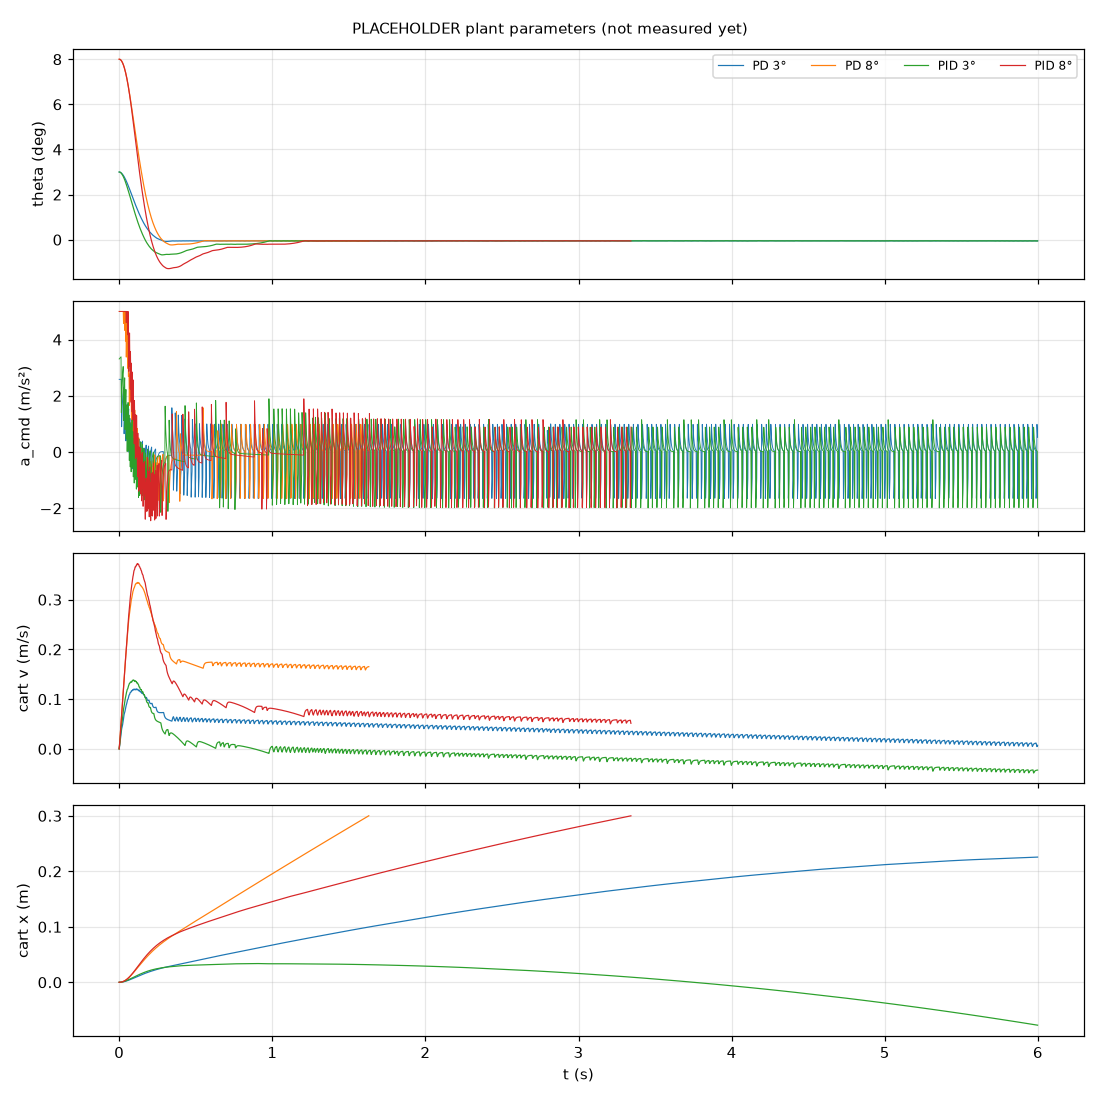 PLACEHOLDER plant parameters (not measured yet)
PD 3° PD 8° PID 3° PID 8°
theta (deg)
8
6
4
2
0
a_cmd (m/s²)
4
2
0
−2
cart v (m/s)
0.3
0.2
0.1
0.0
cart x (m)
0.3
0.2
0.1
0.0
0 1 2 3 4 5 6
t (s)